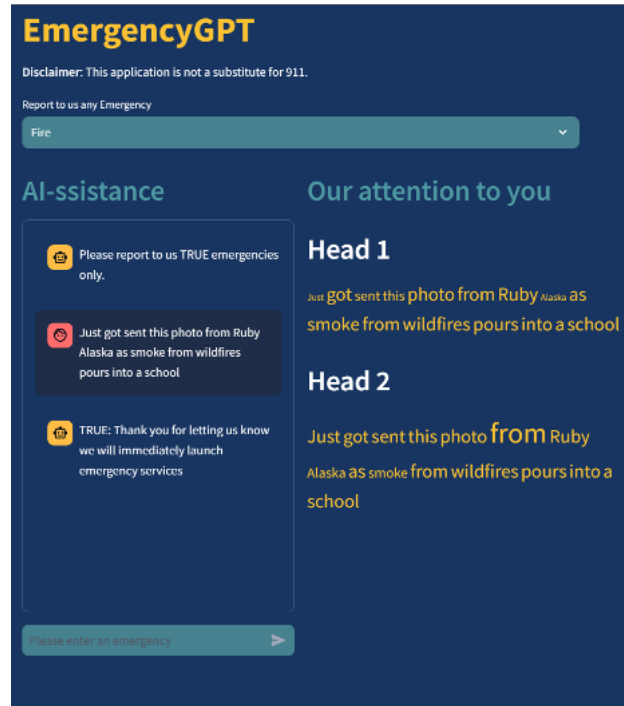 EmergencyGPT
Disclaimer: This application is not a substitute for 911.
Report to us any Emergency
Fire
AI-ssistance
Please report to us TRUE emergencies
only.
Just got sent this photo from Ruby
Alaska as smoke from wildfires
pours into a school
TRUE: Thank you for letting us know
we will immediately launch
emergency services
Please enter an emergency
Our attention to you
Head 1
Just got sent this photo from Ruby Alaska as
smoke from wildfires pours into a school
Head 2
Just got sent this photo from Ruby
Alaska as smoke from wildfires pours into a
school